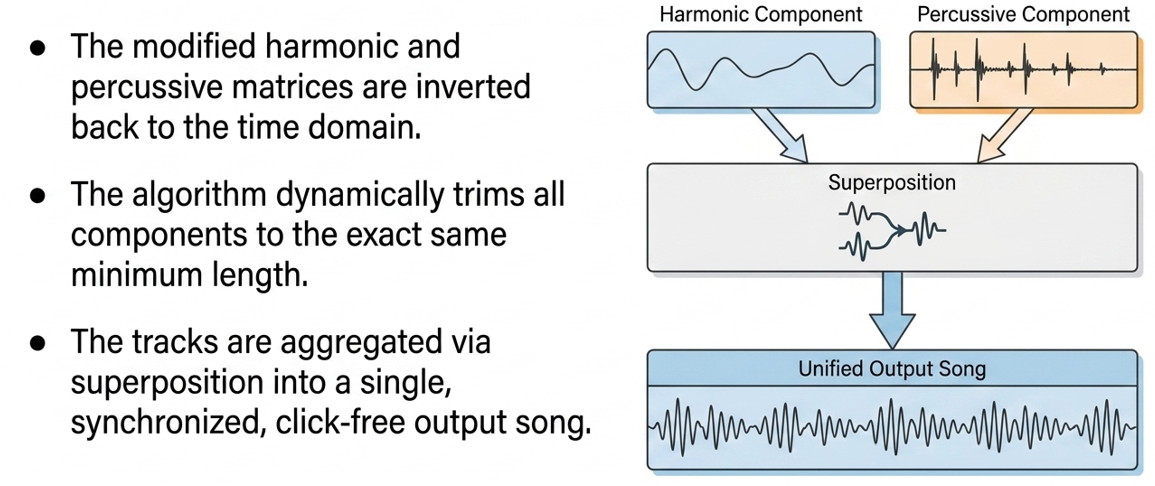 ● The modified harmonic and
percussive matrices are inverted
back to the time domain.
● The algorithm dynamically trims all
components to the exact same
minimum length.
● The tracks are aggregated via
superposition into a single,
synchronized, click-free output song.
Harmonic Component
Percussive Component
Superposition
Unified Output Song